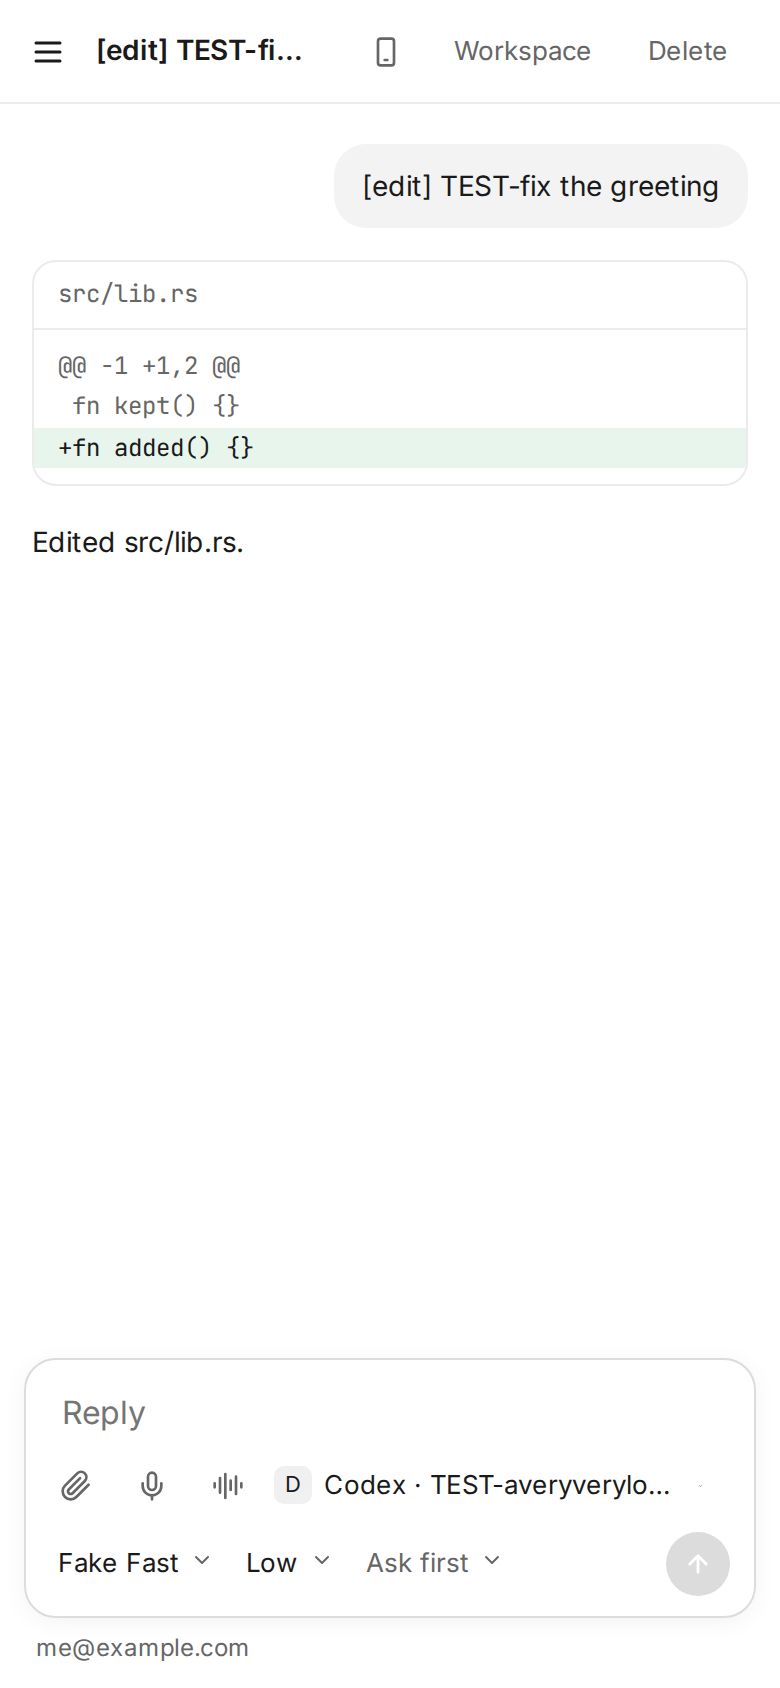 [edit] TEST-fi...
Workspace
Delete
[edit] TEST-fix the greeting
src/lib.rs
@@ -1 +1,2 @@
 fn kept() {}
+fn added() {}
Edited src/lib.rs.
Reply
D Codex · TEST-averyverylo...
Fake Fast
Low
Ask first
me@example.com